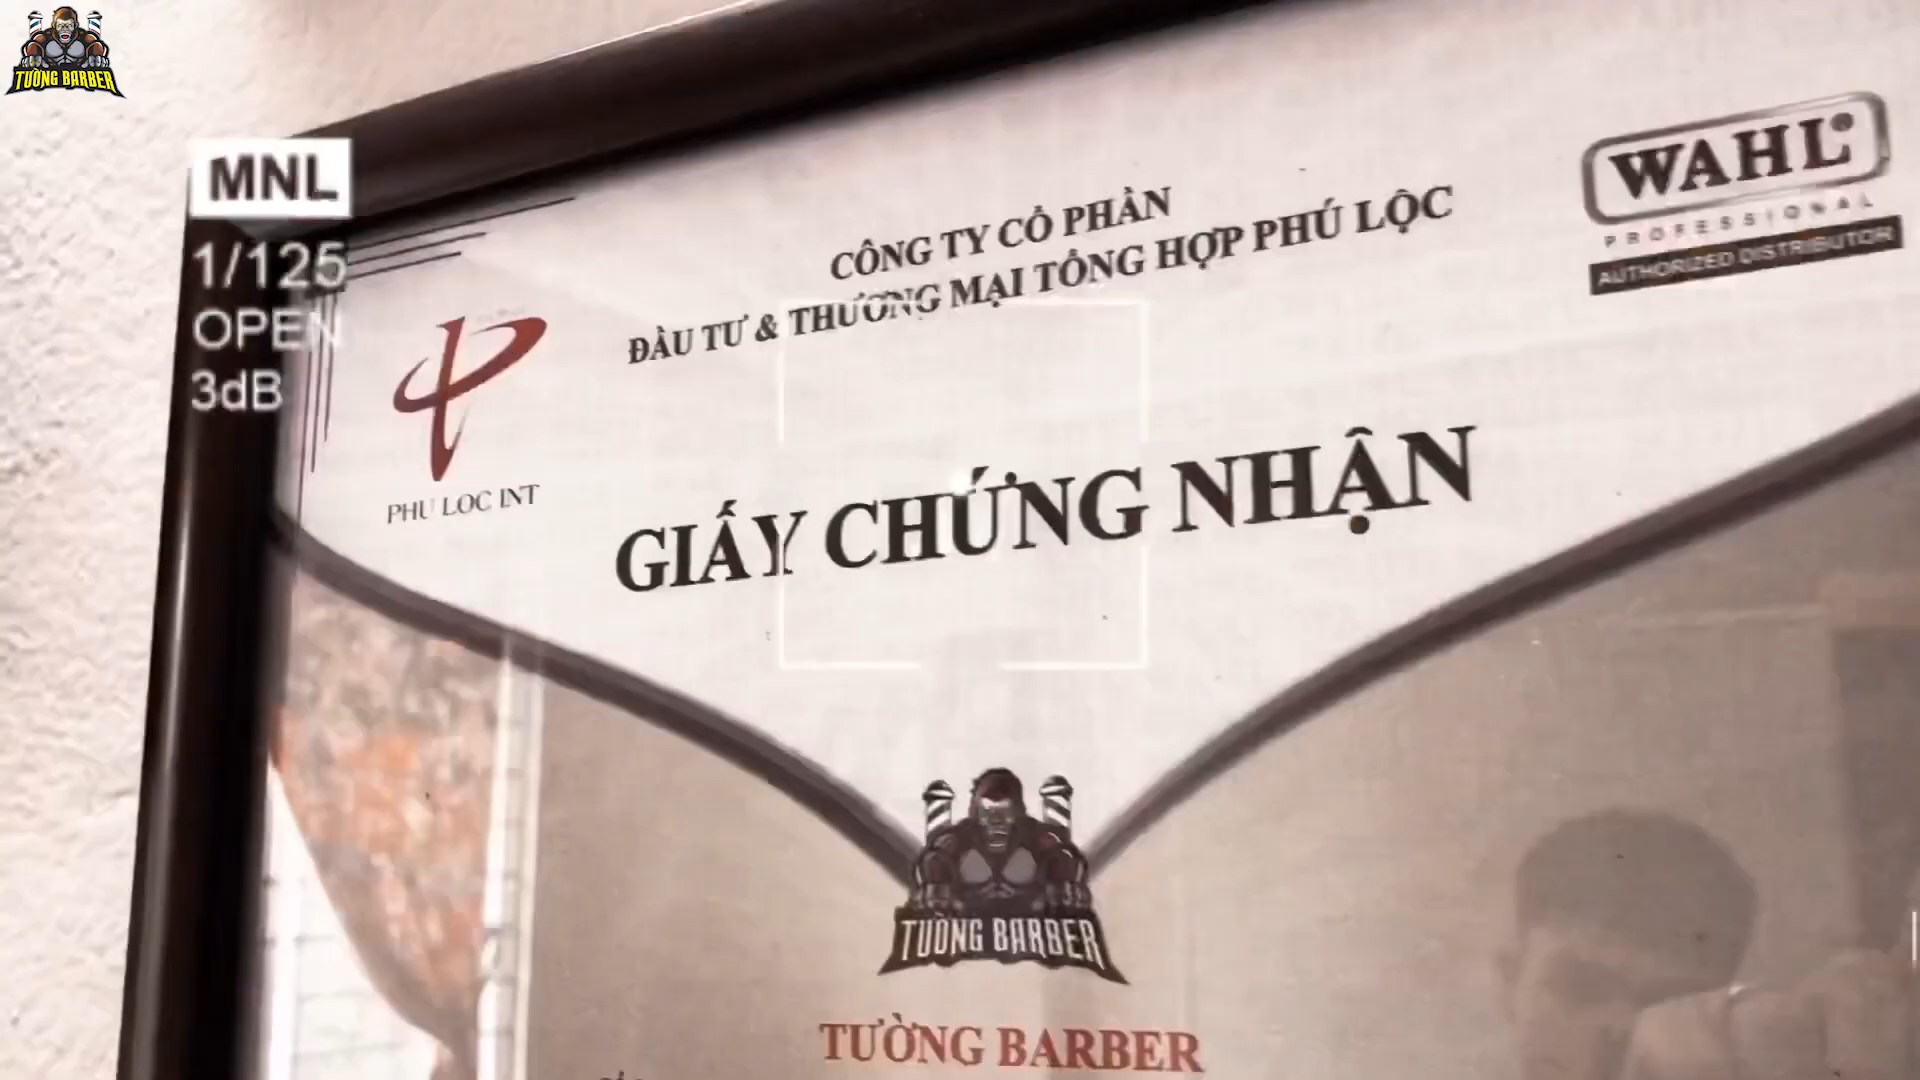 TƯỜNG BARBER
MNL
1/125
OPEN
3dB
CÔNG TY CỔ PHẦN
ĐẦU TƯ & THƯƠNG MẠI TỔNG HỢP PHÚ LỘC
WAHL®
PROFESSIONAL
AUTHORIZED DISTRIBUTOR
PHU LOC INT
GIẤY CHỨNG NHẬN
TƯỜNG BARBER
TƯỜNG BARBER